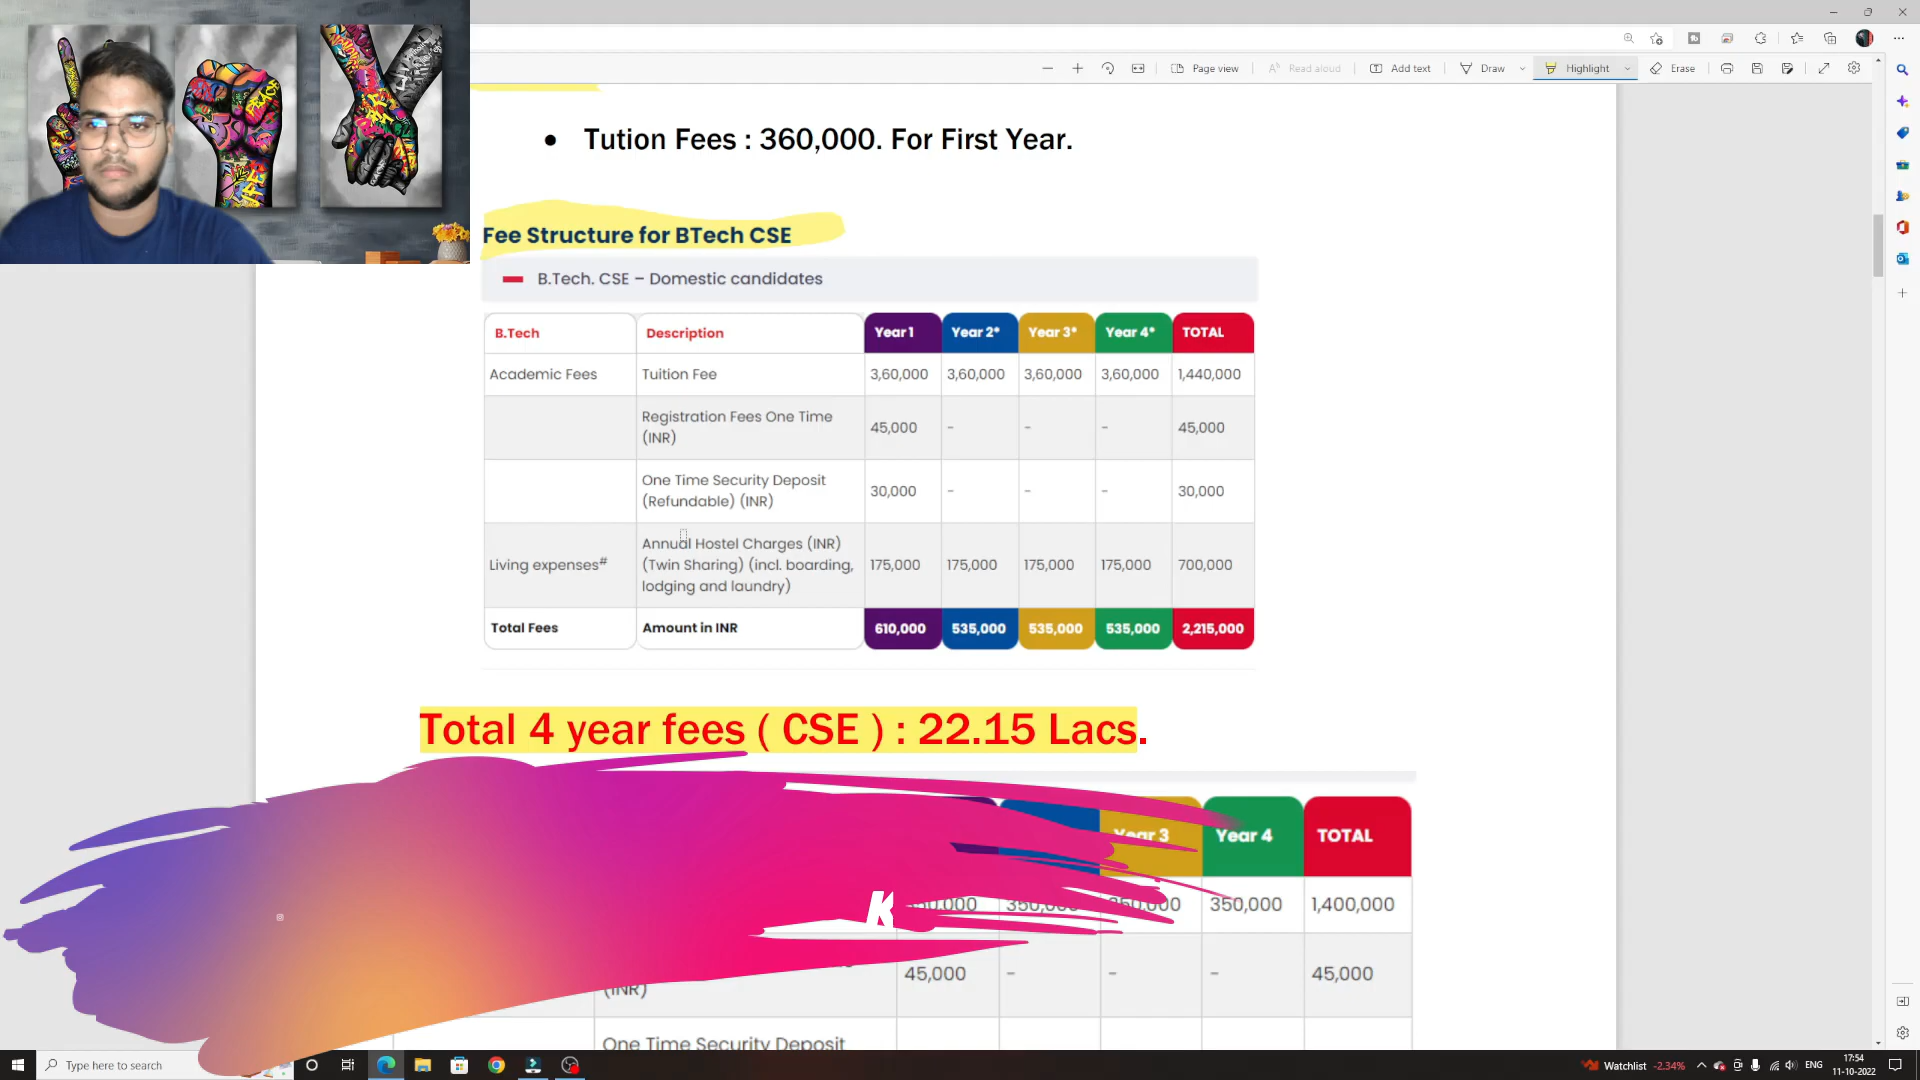 Page view
Read aloud
Add text
Draw
Highlight
Erase
• Tution Fees : 360,000. For First Year.
Fee Structure for BTech CSE
B.Tech. CSE – Domestic candidates
B.Tech Description Year 1 Year 2* Year 3* Year 4* TOTAL
Academic Fees Tuition Fee 3,60,000 3,60,000 3,60,000 3,60,000 1,440,000
Registration Fees One Time
(INR) 45,000 - - - 45,000
One Time Security Deposit
(Refundable) (INR) 30,000 - - - 30,000
Annual Hostel Charges (INR)
Living expenses# (Twin Sharing) (incl. boarding, 175,000 175,000 175,000 175,000 700,000
lodging and laundry)
Total Fees Amount in INR 610,000 535,000 535,000 535,000 2,215,000
Total 4 year fees ( CSE ) : 22.15 Lacs.
Year 3 Year 4 TOTAL
350,000 1,400,000
K
45,000 - - - 45,000
(INR)
One Time Security Deposit
Type here to search
Watchlist -2.34%
ENG
17:54
11-10-2022